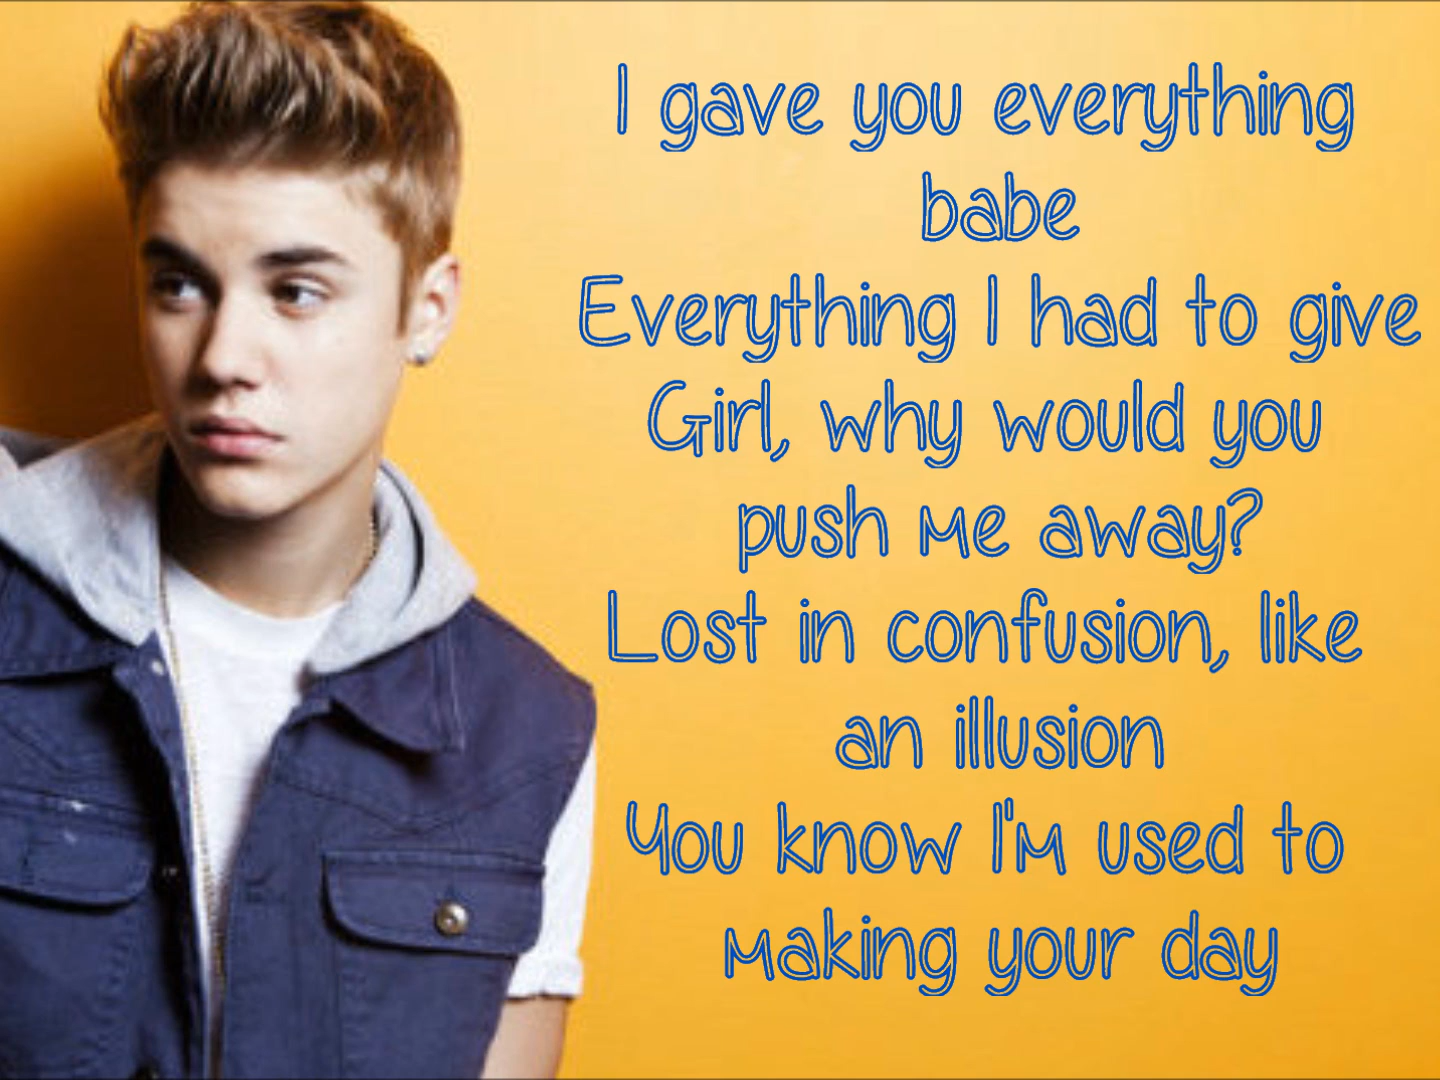 I gave you everything
babe
Everything I had to give
Girl, why would you
push me away?
Lost in confusion, like
an illusion
You know I'm used to
making your day